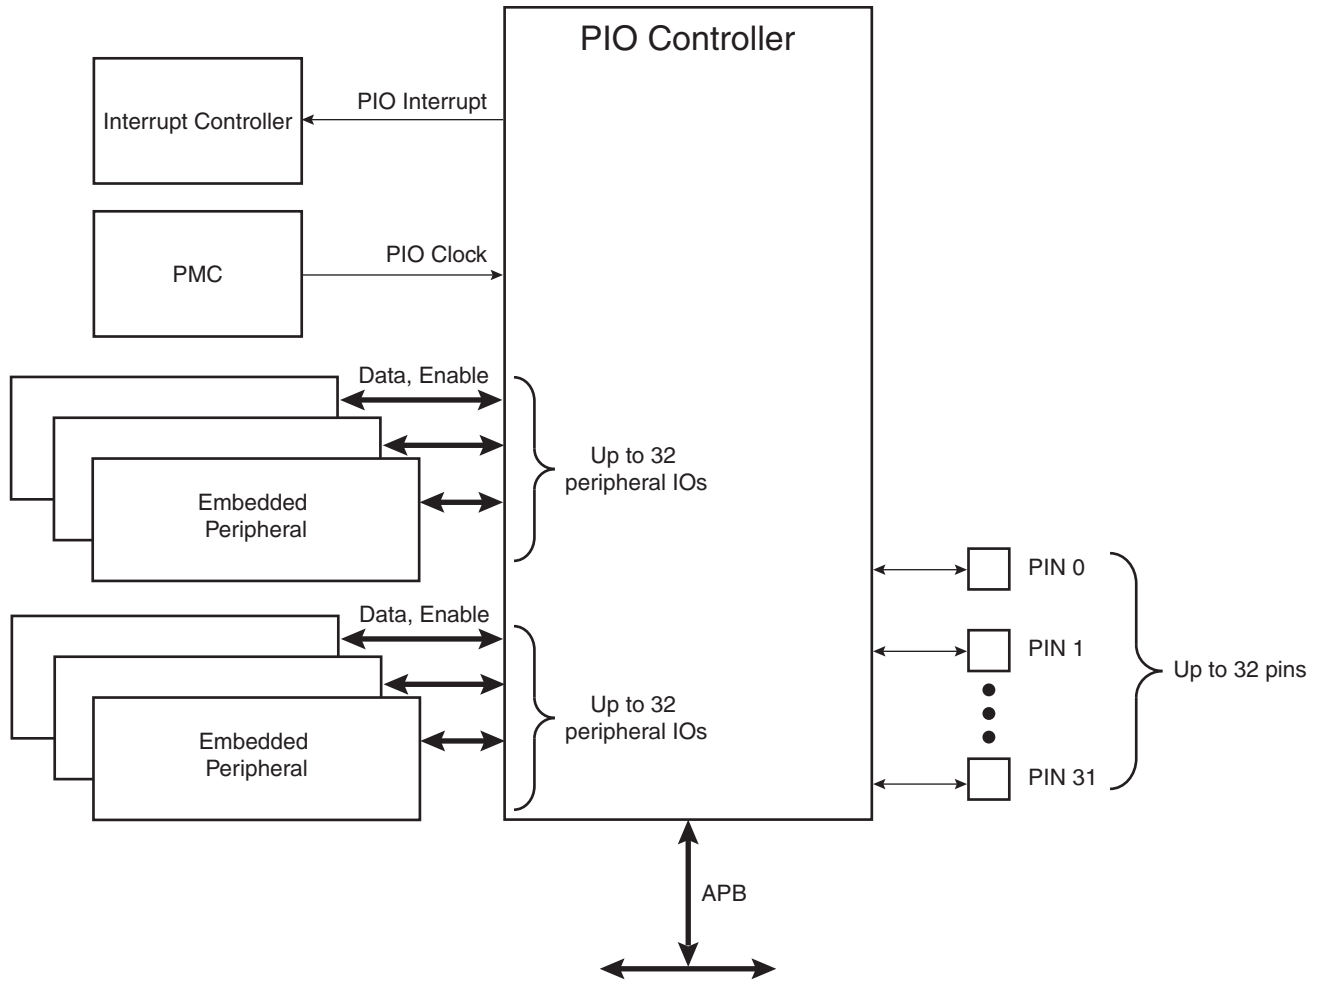 PIO Controller
PIO Interrupt
Interrupt Controller
PIO Clock
PMC
Data, Enable
Up to 32
peripheral IOs
Embedded
Peripheral
PIN 0
Data, Enable
PIN 1
Up to 32 pins
Up to 32
peripheral IOs
Embedded
Peripheral
PIN 31
APB